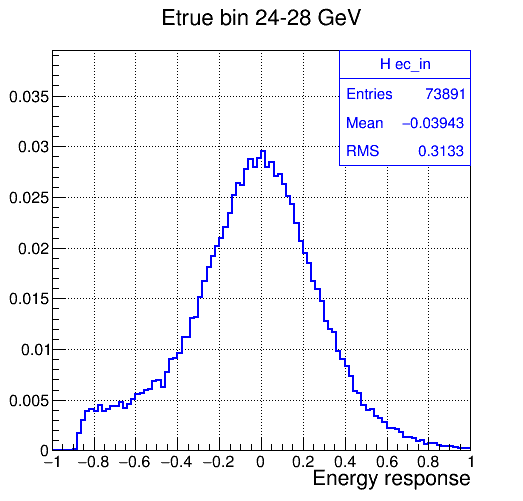 Etrue bin 24-28 GeV
H ec_in
Entries 73891
Mean −0.03943
RMS 0.3133
0.035
0.03
0.025
0.02
0.015
0.01
0.005
0
−1 −0.8 −0.6 −0.4 −0.2 0 0.2 0.4 0.6 0.8 1
Energy response